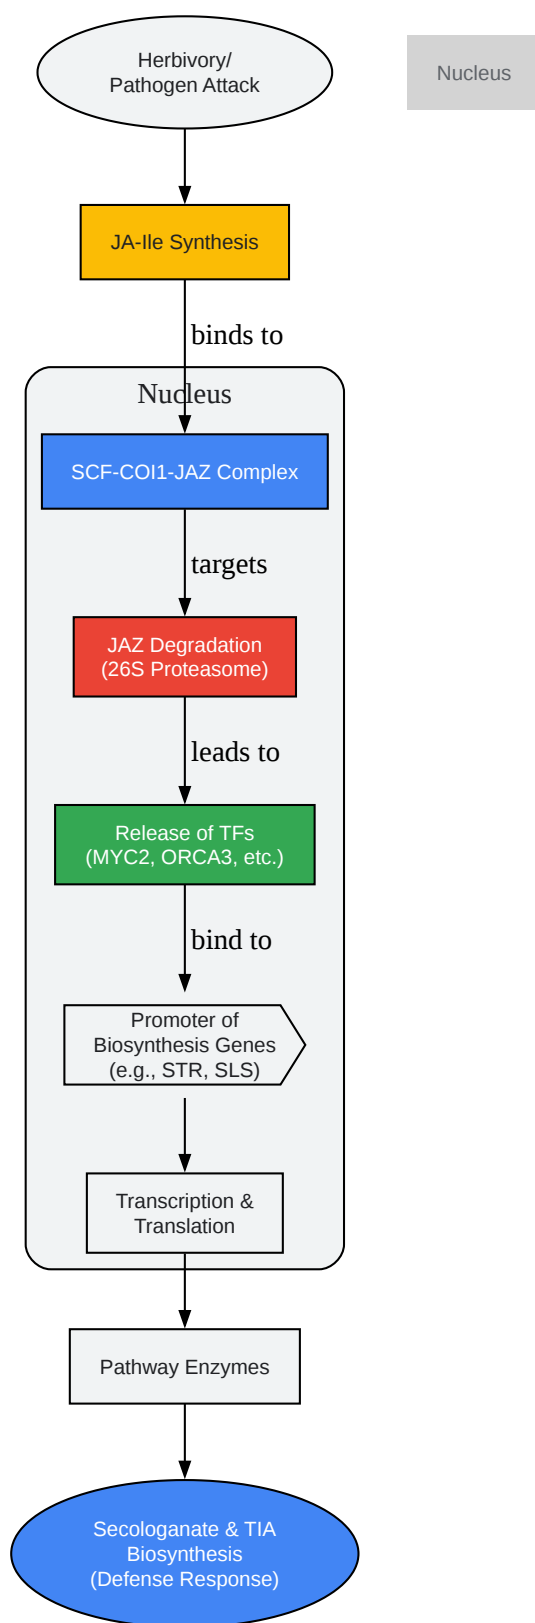 Herbivory/
Pathogen Attack
Nucleus
JA-Ile Synthesis
binds to
Nucleus
SCF-COI1-JAZ Complex
targets
JAZ Degradation
(26S Proteasome)
leads to
Release of TFs
(MYC2, ORCA3, etc.)
bind to
Promoter of
Biosynthesis Genes
(e.g., STR, SLS)
Transcription &
Translation
Pathway Enzymes
Secologanate & TIA
Biosynthesis
(Defense Response)